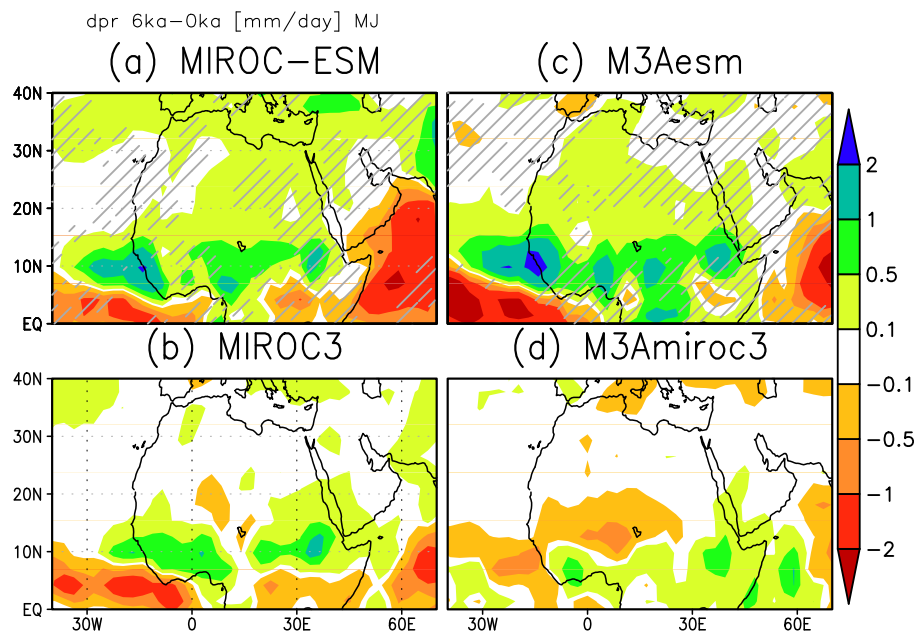 dpr 6ka−0ka [mm/day] MJ
(a) MIROC−ESM
(c) M3Aesm
40N
30N
20N
10N
EQ
(b) MIROC3
(d) M3Amiroc3
40N
30N
20N
10N
EQ
30W 0 30E 60E
30W 0 30E 60E
2
1
0.5
0.1
−0.1
−0.5
−1
−2